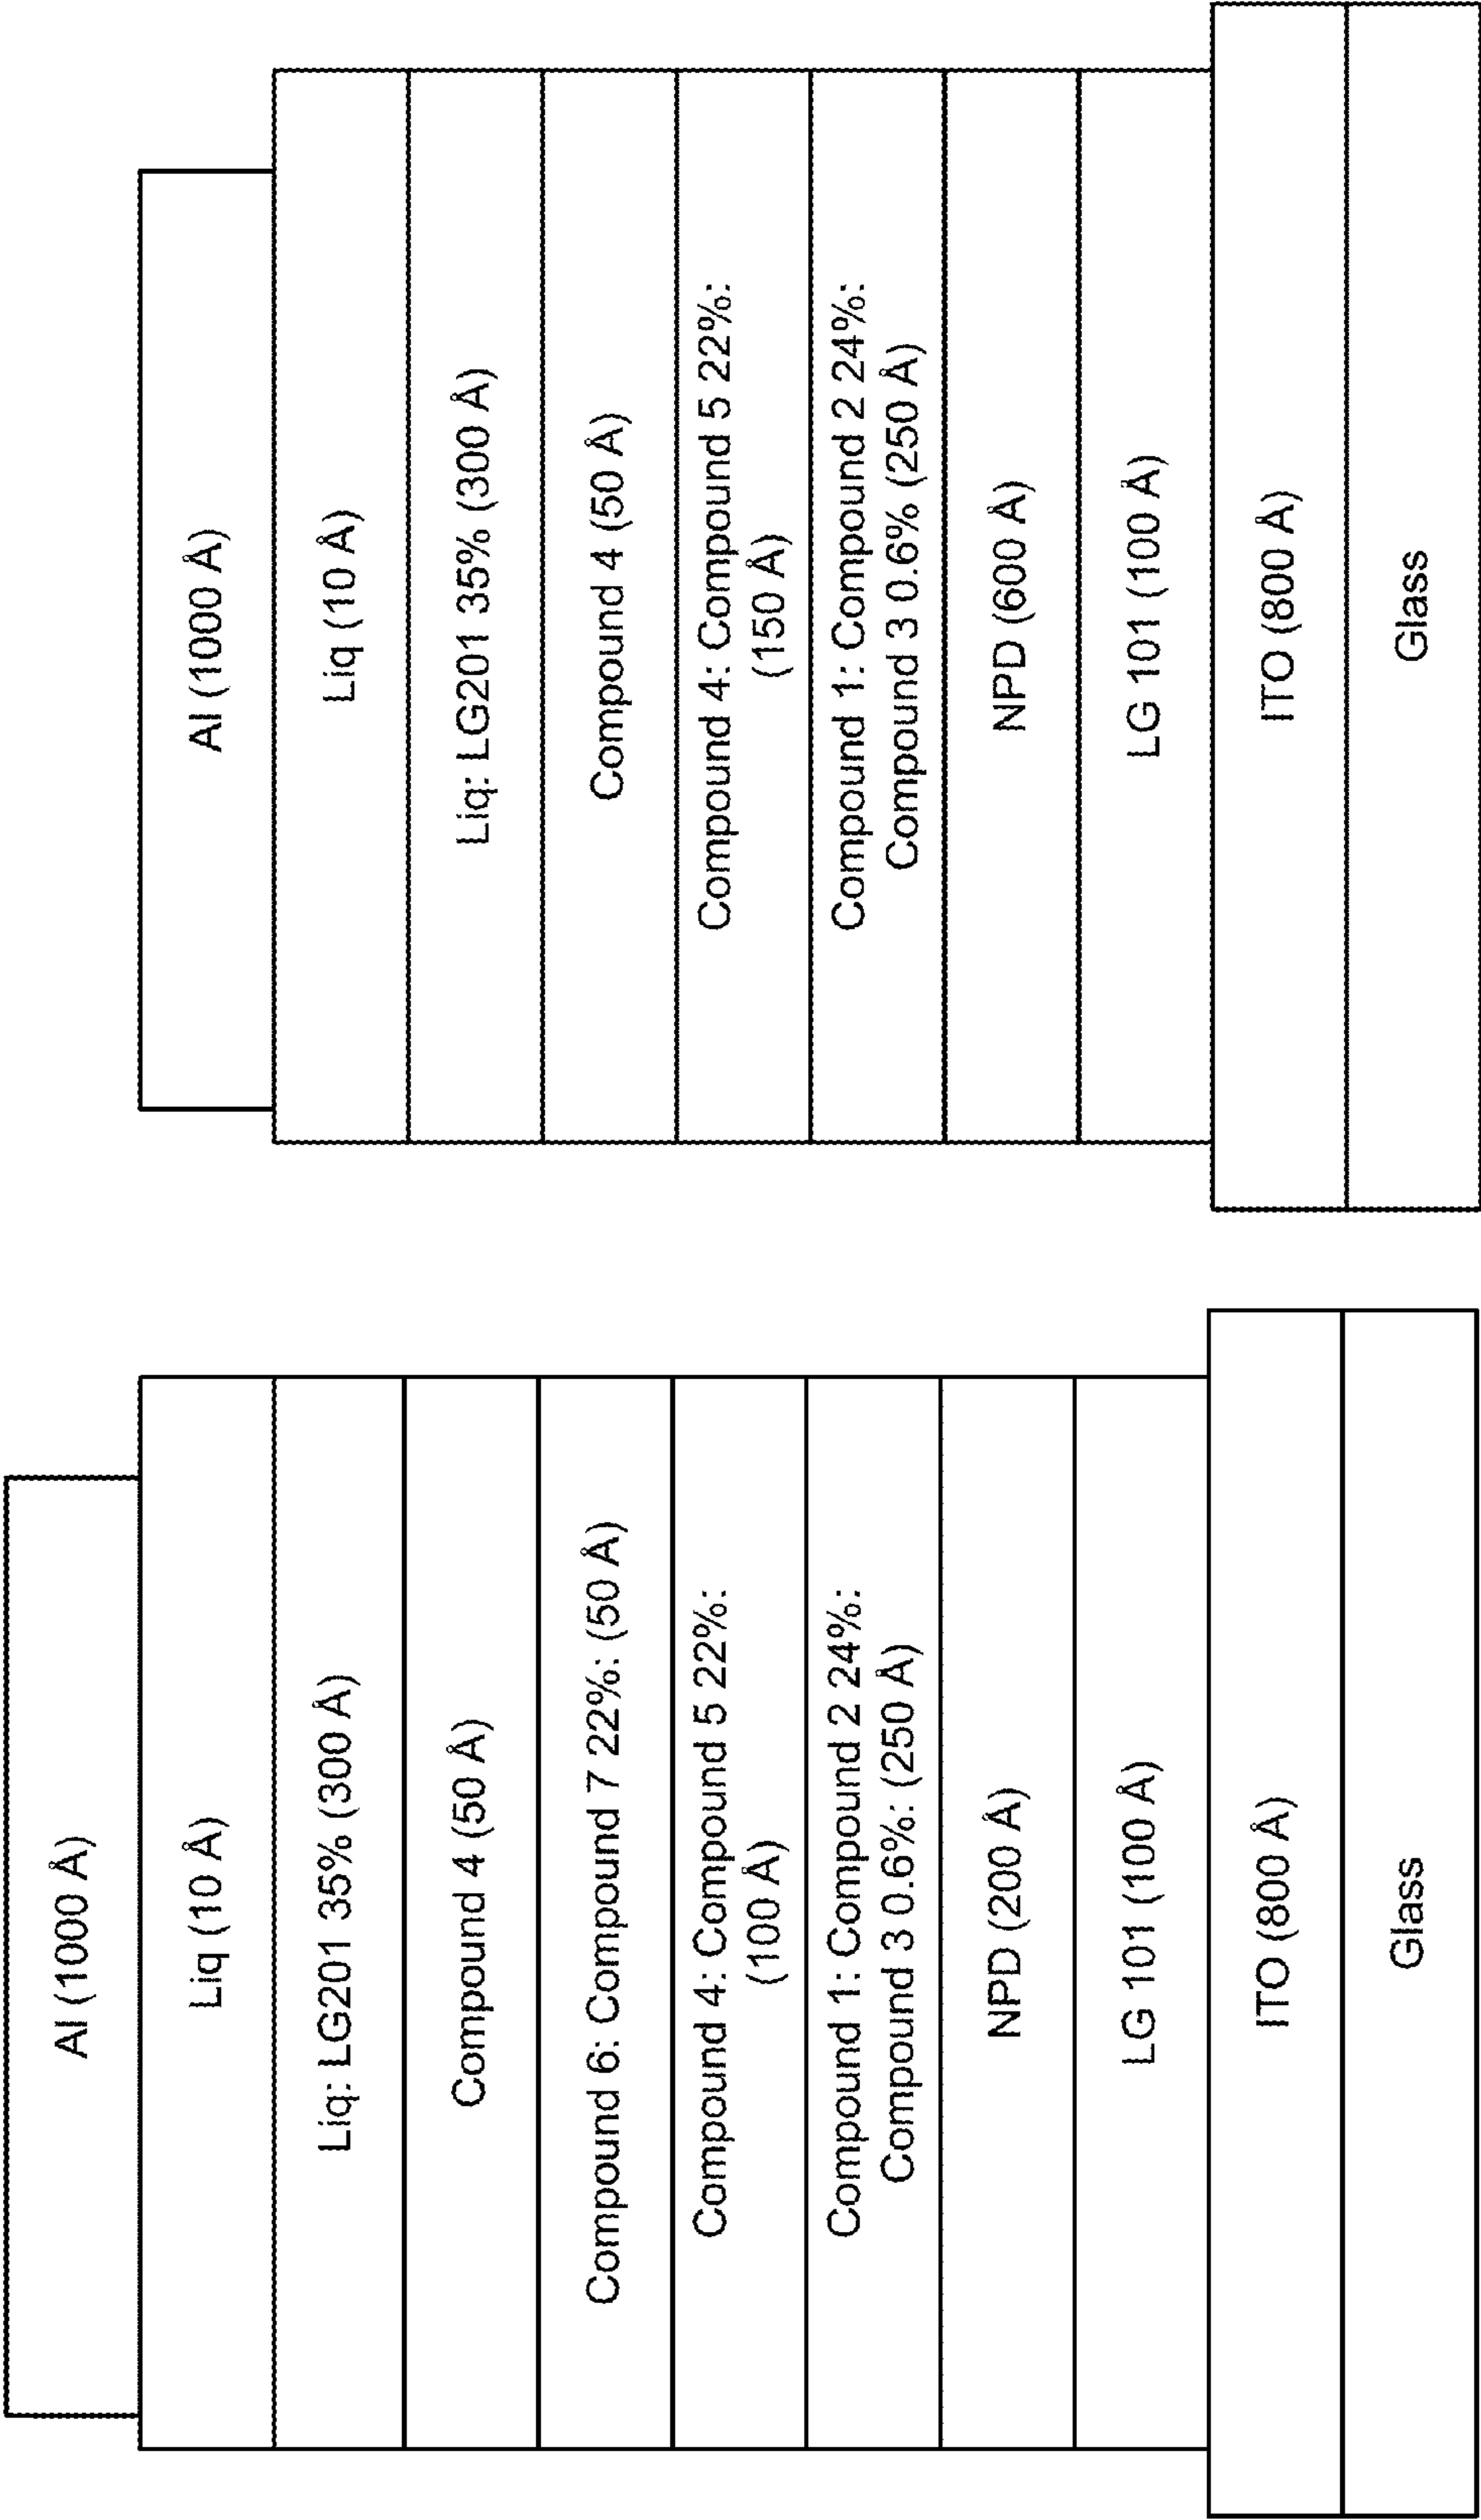 Al (1000 Å)
Liq (10 Å)
Liq: LG201 35% (300 Å)
Compound 4 (50 Å)
Compound 6: Compound 7 22%: (50 Å)
Compound 4: Compound 5 22%:
(100 Å)
Compound 1: Compound 2 24%:
Compound 3 0.6%: (250 Å)
NPD (200 Å)
LG 101 (100 Å)
ITO (800 Å)
Glass
Al (1000 Å)
Liq (10 Å)
Liq: LG201 35% (300 Å)
Compound 4 (50 Å)
Compound 4: Compound 5 22%:
(150 Å)
Compound 1: Compound 2 24%:
Compound 3 0.6% (250 Å)
NPD (600 Å)
LG 101 (100 Å)
ITO (800 Å)
Glass